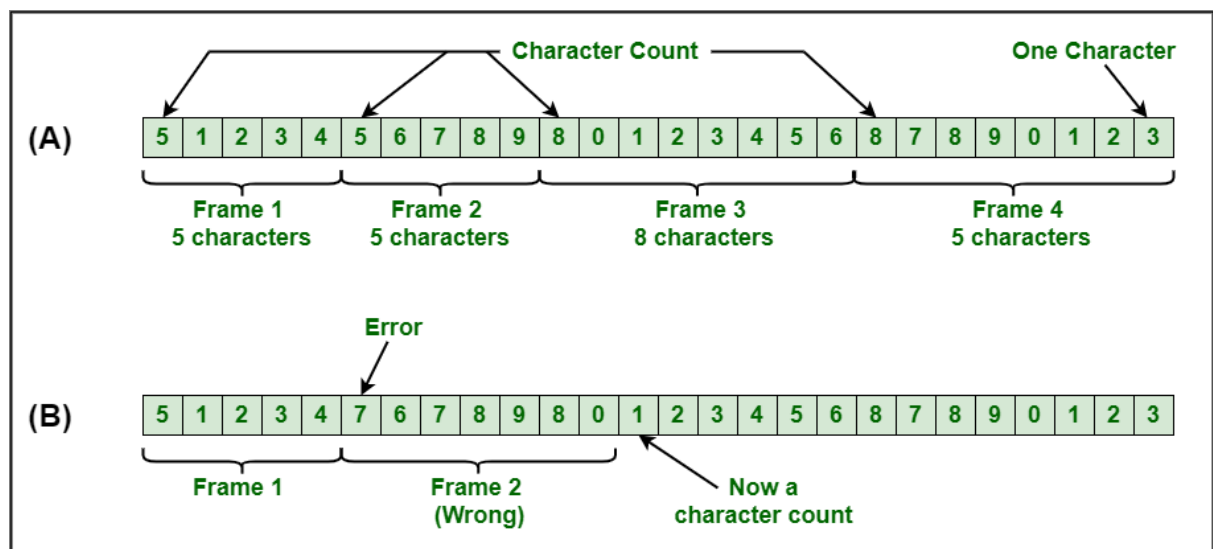 Character Count One Character
(A) 5 1 2 3 4 5 6 7 8 9 8 0 1 2 3 4 5 6 8 7 8 9 0 1 2 3
Frame 1 Frame 2 Frame 3 Frame 4
5 characters 5 characters 8 characters 5 characters
Error
(B) 5 1 2 3 4 7 6 7 8 9 8 0 1 2 3 4 5 6 8 7 8 9 0 1 2 3
Frame 1 Frame 2 Now a
(Wrong) character count